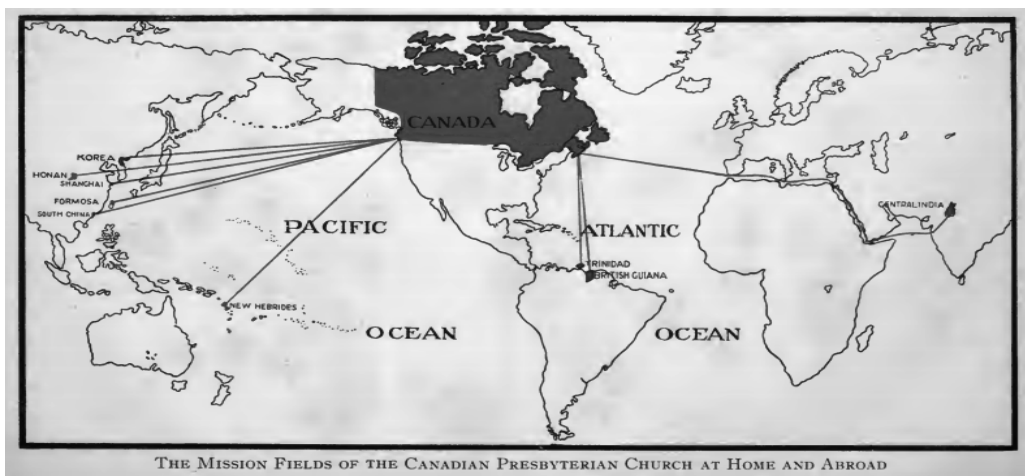 CANADA
KOREA
HONAN
SHANGHAI
FORMOSA
SOUTH CHINA
PACIFIC
ATLANTIC
CENTRAL INDIA
TRINIDAD
BRITISH GUIANA
NEW HEBRIDES
OCEAN
OCEAN
THE MISSION FIELDS OF THE CANADIAN PRESBYTERIAN CHURCH AT HOME AND ABROAD